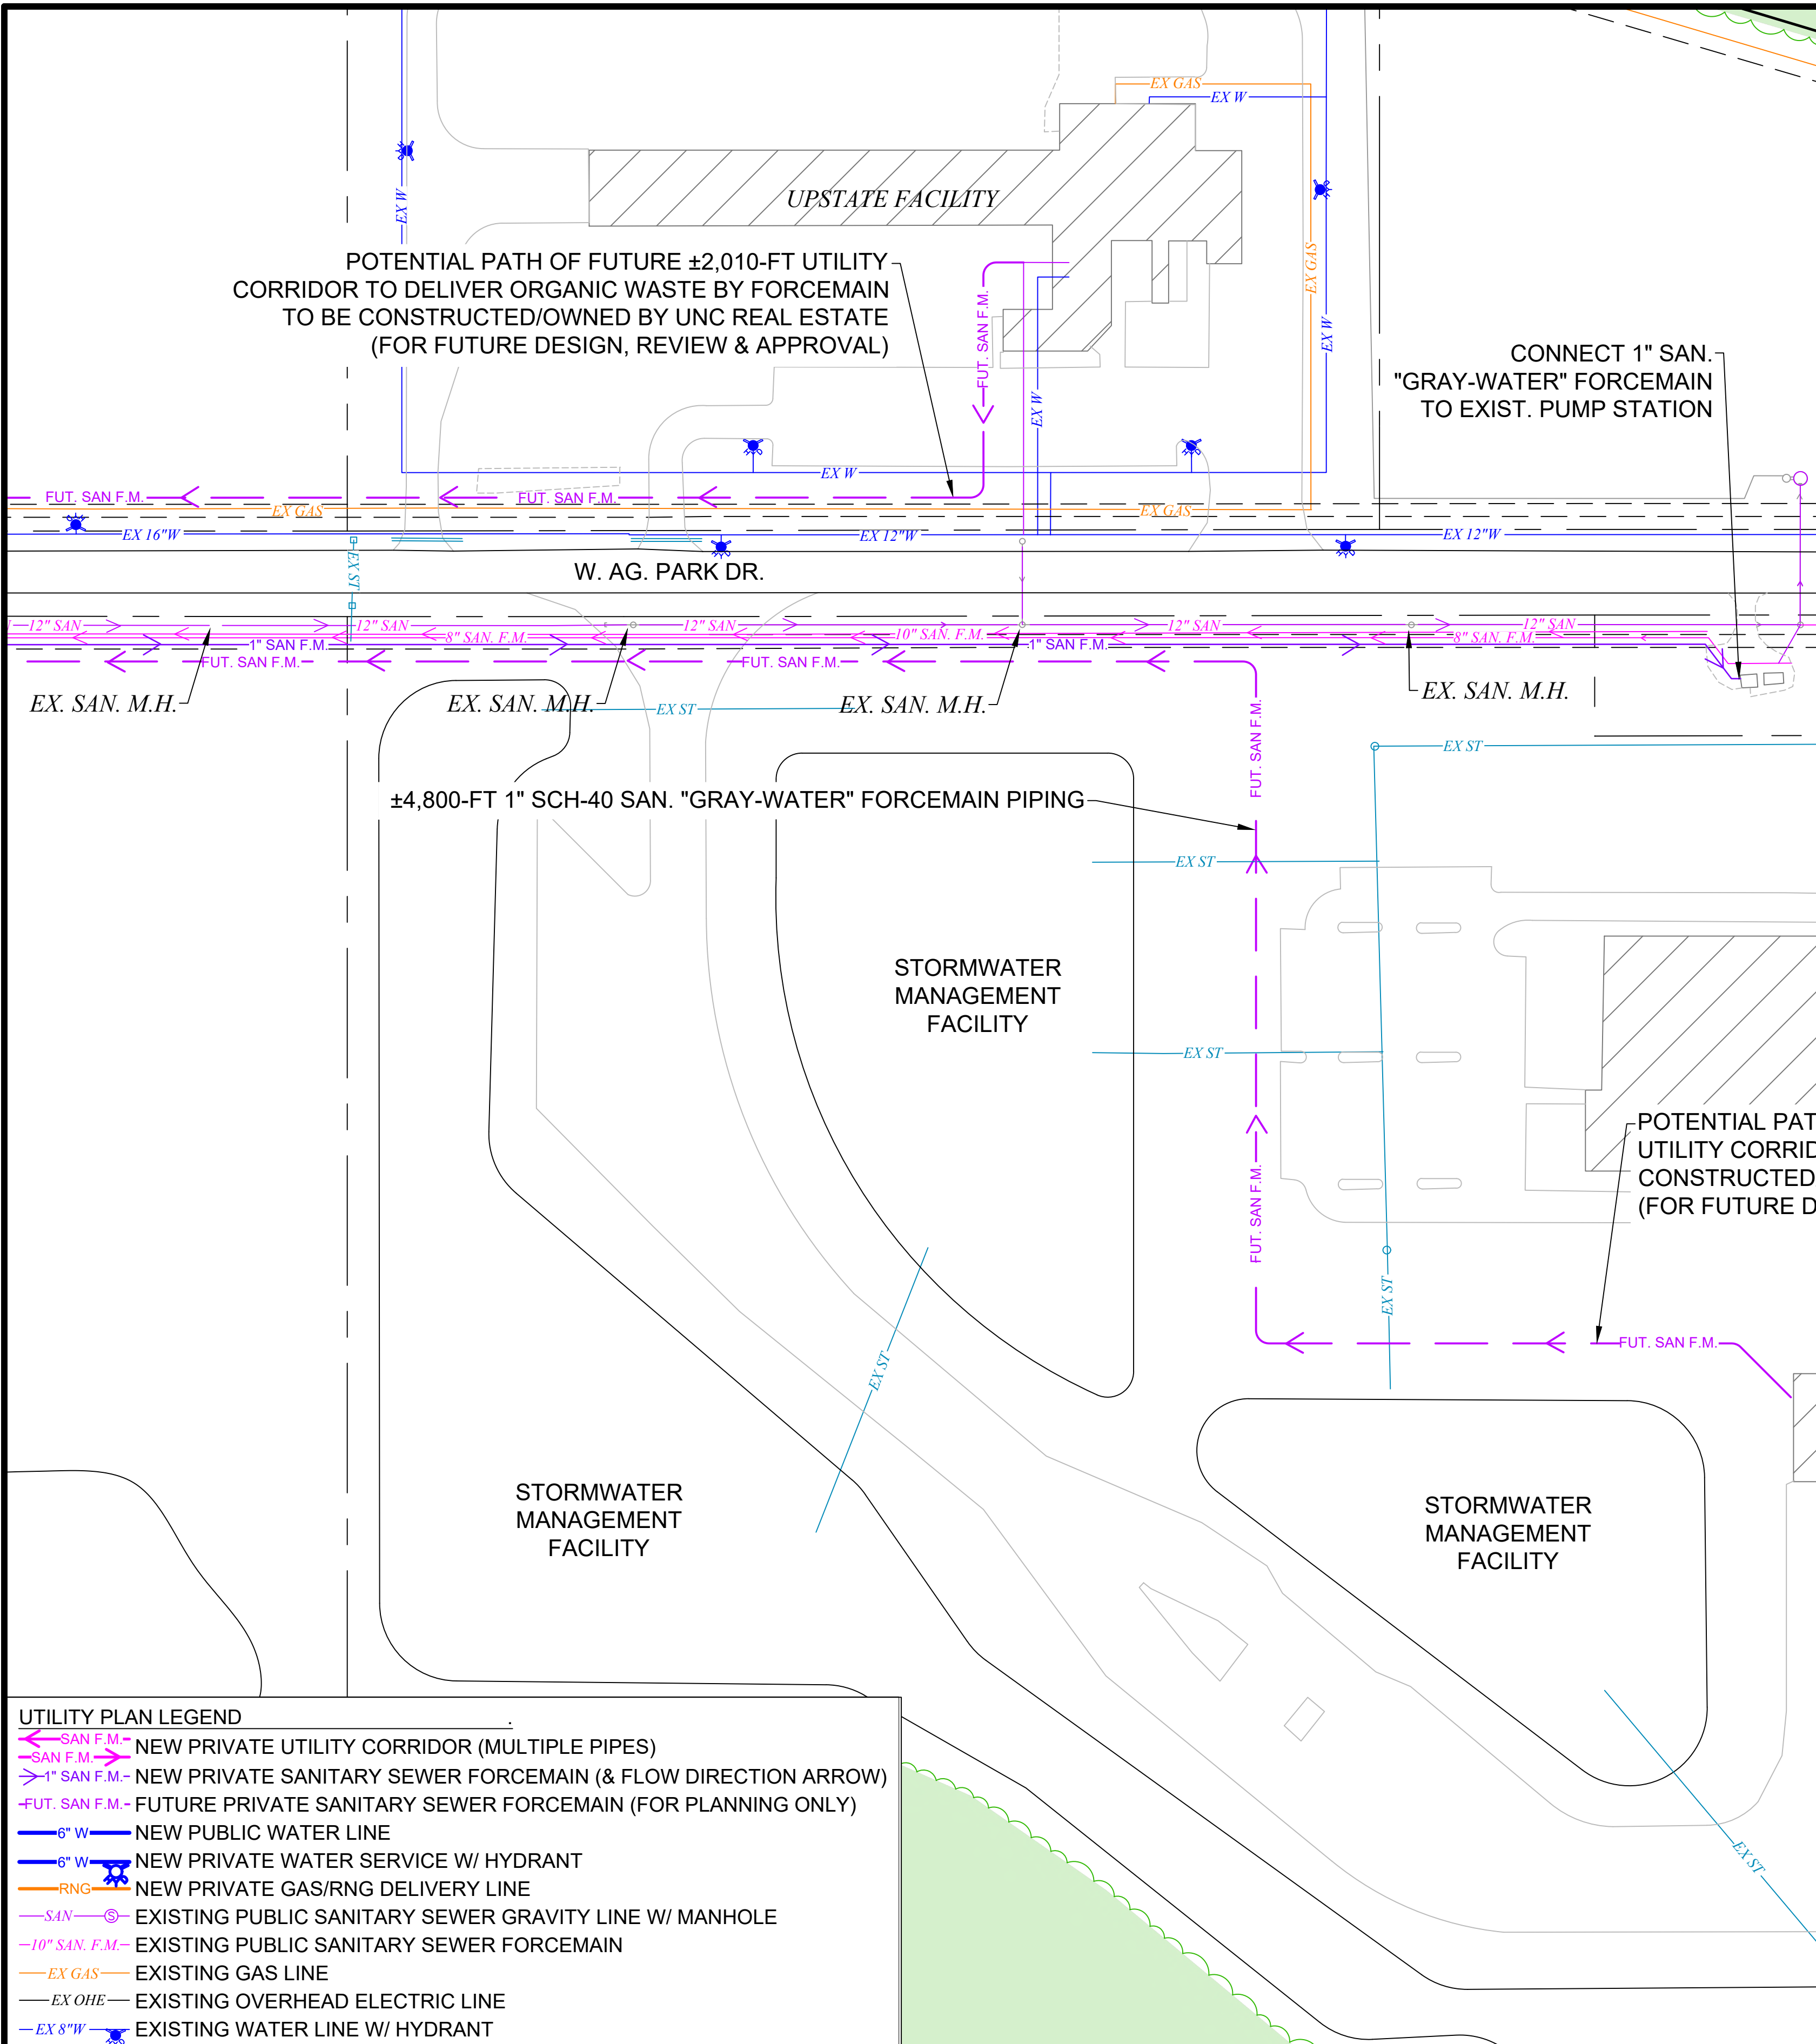 EX GAS
EX W
EX W
UPSTATE FACILITY
EX GAS
EX W
POTENTIAL PATH OF FUTURE ±2,010-FT UTILITY
CORRIDOR TO DELIVER ORGANIC WASTE BY FORCEMAIN
TO BE CONSTRUCTED/OWNED BY UNC REAL ESTATE
(FOR FUTURE DESIGN, REVIEW & APPROVAL)
FUT. SAN F.M.
EX W
CONNECT 1" SAN.
"GRAY-WATER" FORCEMAIN
TO EXIST. PUMP STATION
EX W
FUT. SAN F.M.
FUT. SAN F.M.
EX GAS
EX GAS
EX 16"W
EX 12"W
EX 12"W
EX ST
W. AG. PARK DR.
12" SAN
12" SAN
12" SAN
12" SAN
12" SAN
8" SAN. F.M.
10" SAN. F.M.
8" SAN. F.M.
1" SAN F.M.
1" SAN F.M.
FUT. SAN F.M.
FUT. SAN F.M.
EX. SAN. M.H.
EX. SAN. M.H.
EX. SAN. M.H.
EX. SAN. M.H.
EX ST
FUT. SAN F.M.
EX ST
±4,800-FT 1" SCH-40 SAN. "GRAY-WATER" FORCEMAIN PIPING
EX ST
STORMWATER
MANAGEMENT
FACILITY
EX ST
POTENTIAL PAT
UTILITY CORRID
CONSTRUCTED
(FOR FUTURE D
FUT. SAN F.M.
EX ST
FUT. SAN F.M.
EX ST
STORMWATER
MANAGEMENT
FACILITY
STORMWATER
MANAGEMENT
FACILITY
EX ST
UTILITY PLAN LEGEND
SAN F.M.
SAN F.M.
NEW PRIVATE UTILITY CORRIDOR (MULTIPLE PIPES)
1" SAN F.M. NEW PRIVATE SANITARY SEWER FORCEMAIN (& FLOW DIRECTION ARROW)
FUT. SAN F.M. FUTURE PRIVATE SANITARY SEWER FORCEMAIN (FOR PLANNING ONLY)
6" W NEW PUBLIC WATER LINE
6" W NEW PRIVATE WATER SERVICE W/ HYDRANT
RNG NEW PRIVATE GAS/RNG DELIVERY LINE
SAN S EXISTING PUBLIC SANITARY SEWER GRAVITY LINE W/ MANHOLE
10" SAN. F.M. EXISTING PUBLIC SANITARY SEWER FORCEMAIN
EX GAS EXISTING GAS LINE
EX OHE EXISTING OVERHEAD ELECTRIC LINE
EX 8"W EXISTING WATER LINE W/ HYDRANT